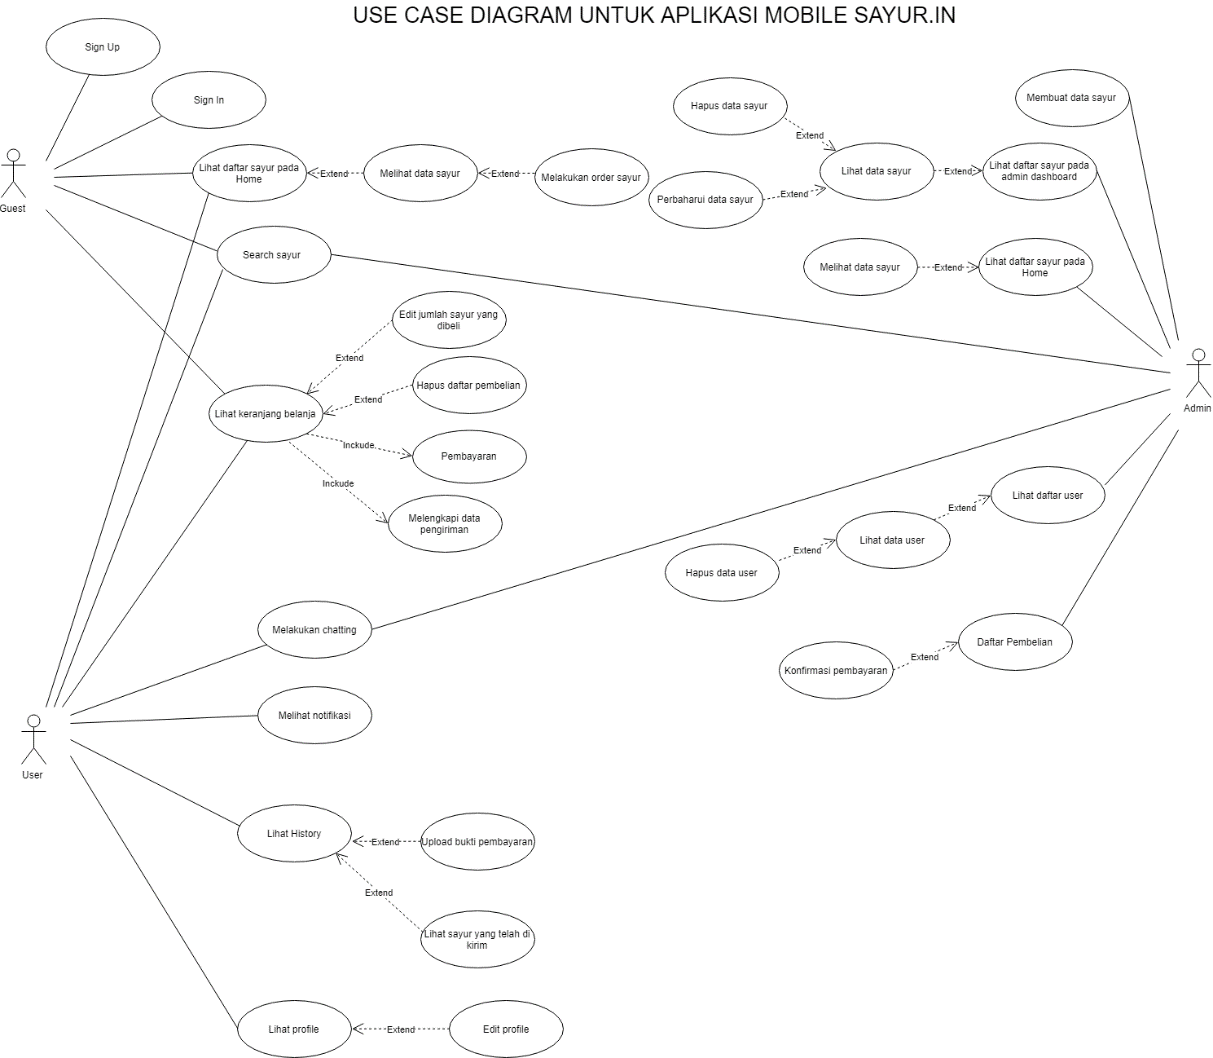 USE CASE DIAGRAM UNTUK APLIKASI MOBILE SAYUR.IN
Sign Up
Sign In
Guest
Lihat daftar sayur pada
Home
Extend
Melihat data sayur
Extend
Melakukan order sayur
Search sayur
Edit jumlah sayur yang
dibeli
Extend
Hapus daftar pembelian
Extend
Lihat keranjang belanja
Inckude
Pembayaran
Inckude
Melengkapi data
pengiriman
Hapus data sayur
Extend
Perbaharui data sayur
Extend
Lihat data sayur
Extend
Lihat daftar sayur pada
admin dashboard
Membuat data sayur
Melihat data sayur
Extend
Lihat daftar sayur pada
Home
Admin
Lihat daftar user
Extend
Lihat data user
Extend
Hapus data user
Daftar Pembelian
Extend
Konfirmasi pembayaran
Melakukan chatting
Melihat notifikasi
User
Lihat History
Extend
Upload bukti pembayaran
Extend
Lihat sayur yang telah di
kirim
Lihat profile
Extend
Edit profile